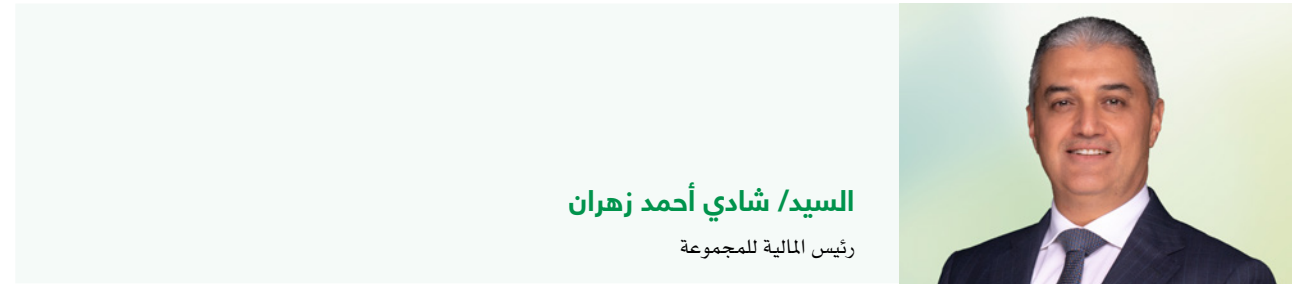 السيد/ شادي أحمد زهران
رئيس المالية للمجموعة